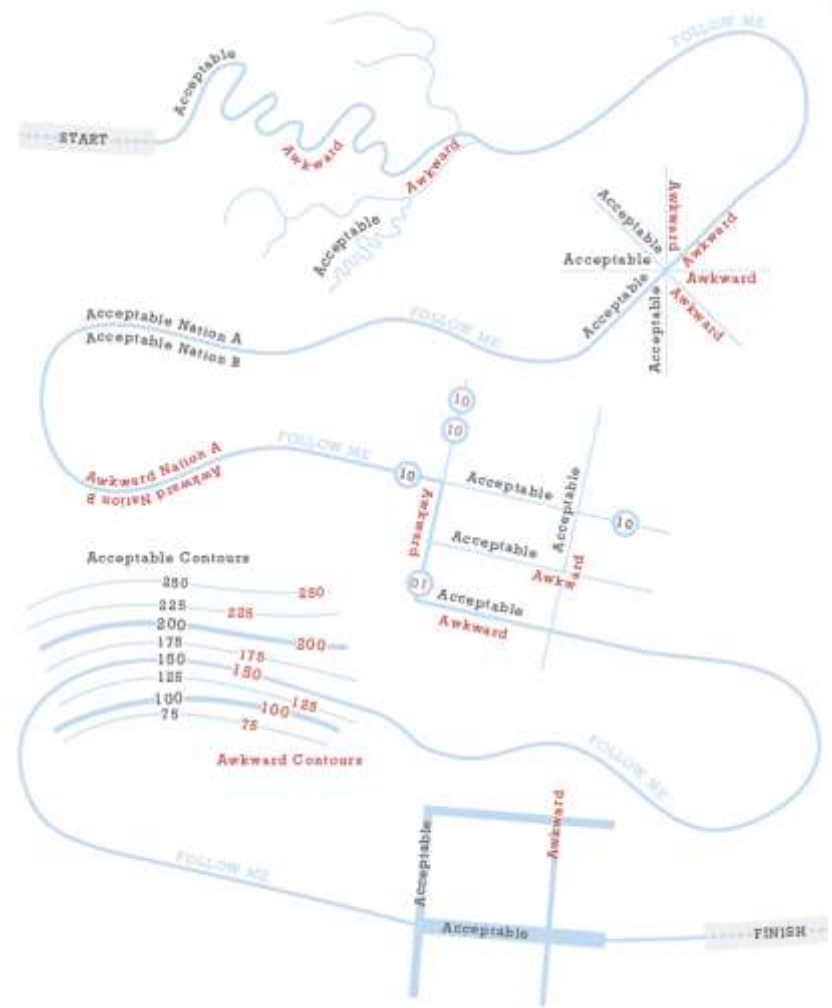 FOLLOW ME
Acceptable
START
Awkward
Awkward
Acceptable
Acceptable
Awkward
Awkward
Acceptable
Awkward
Acceptable
Awkward
Acceptable
Acceptable Nation A
Acceptable Nation B
FOLLOW ME
10
10
FOLLOW ME
Awkward Nation A
Awkward Nation B
10
Acceptable
Acceptable
10
Awkward
Acceptable
Awkward
10
Acceptable
Awkward
Acceptable Contours
250 250
225 225
200 200
175 175
150 150
125 125
100 100
75 75
Awkward Contours
FOLLOW ME
Awkward
Acceptable
FOLLOW ME
Acceptable
FINISH